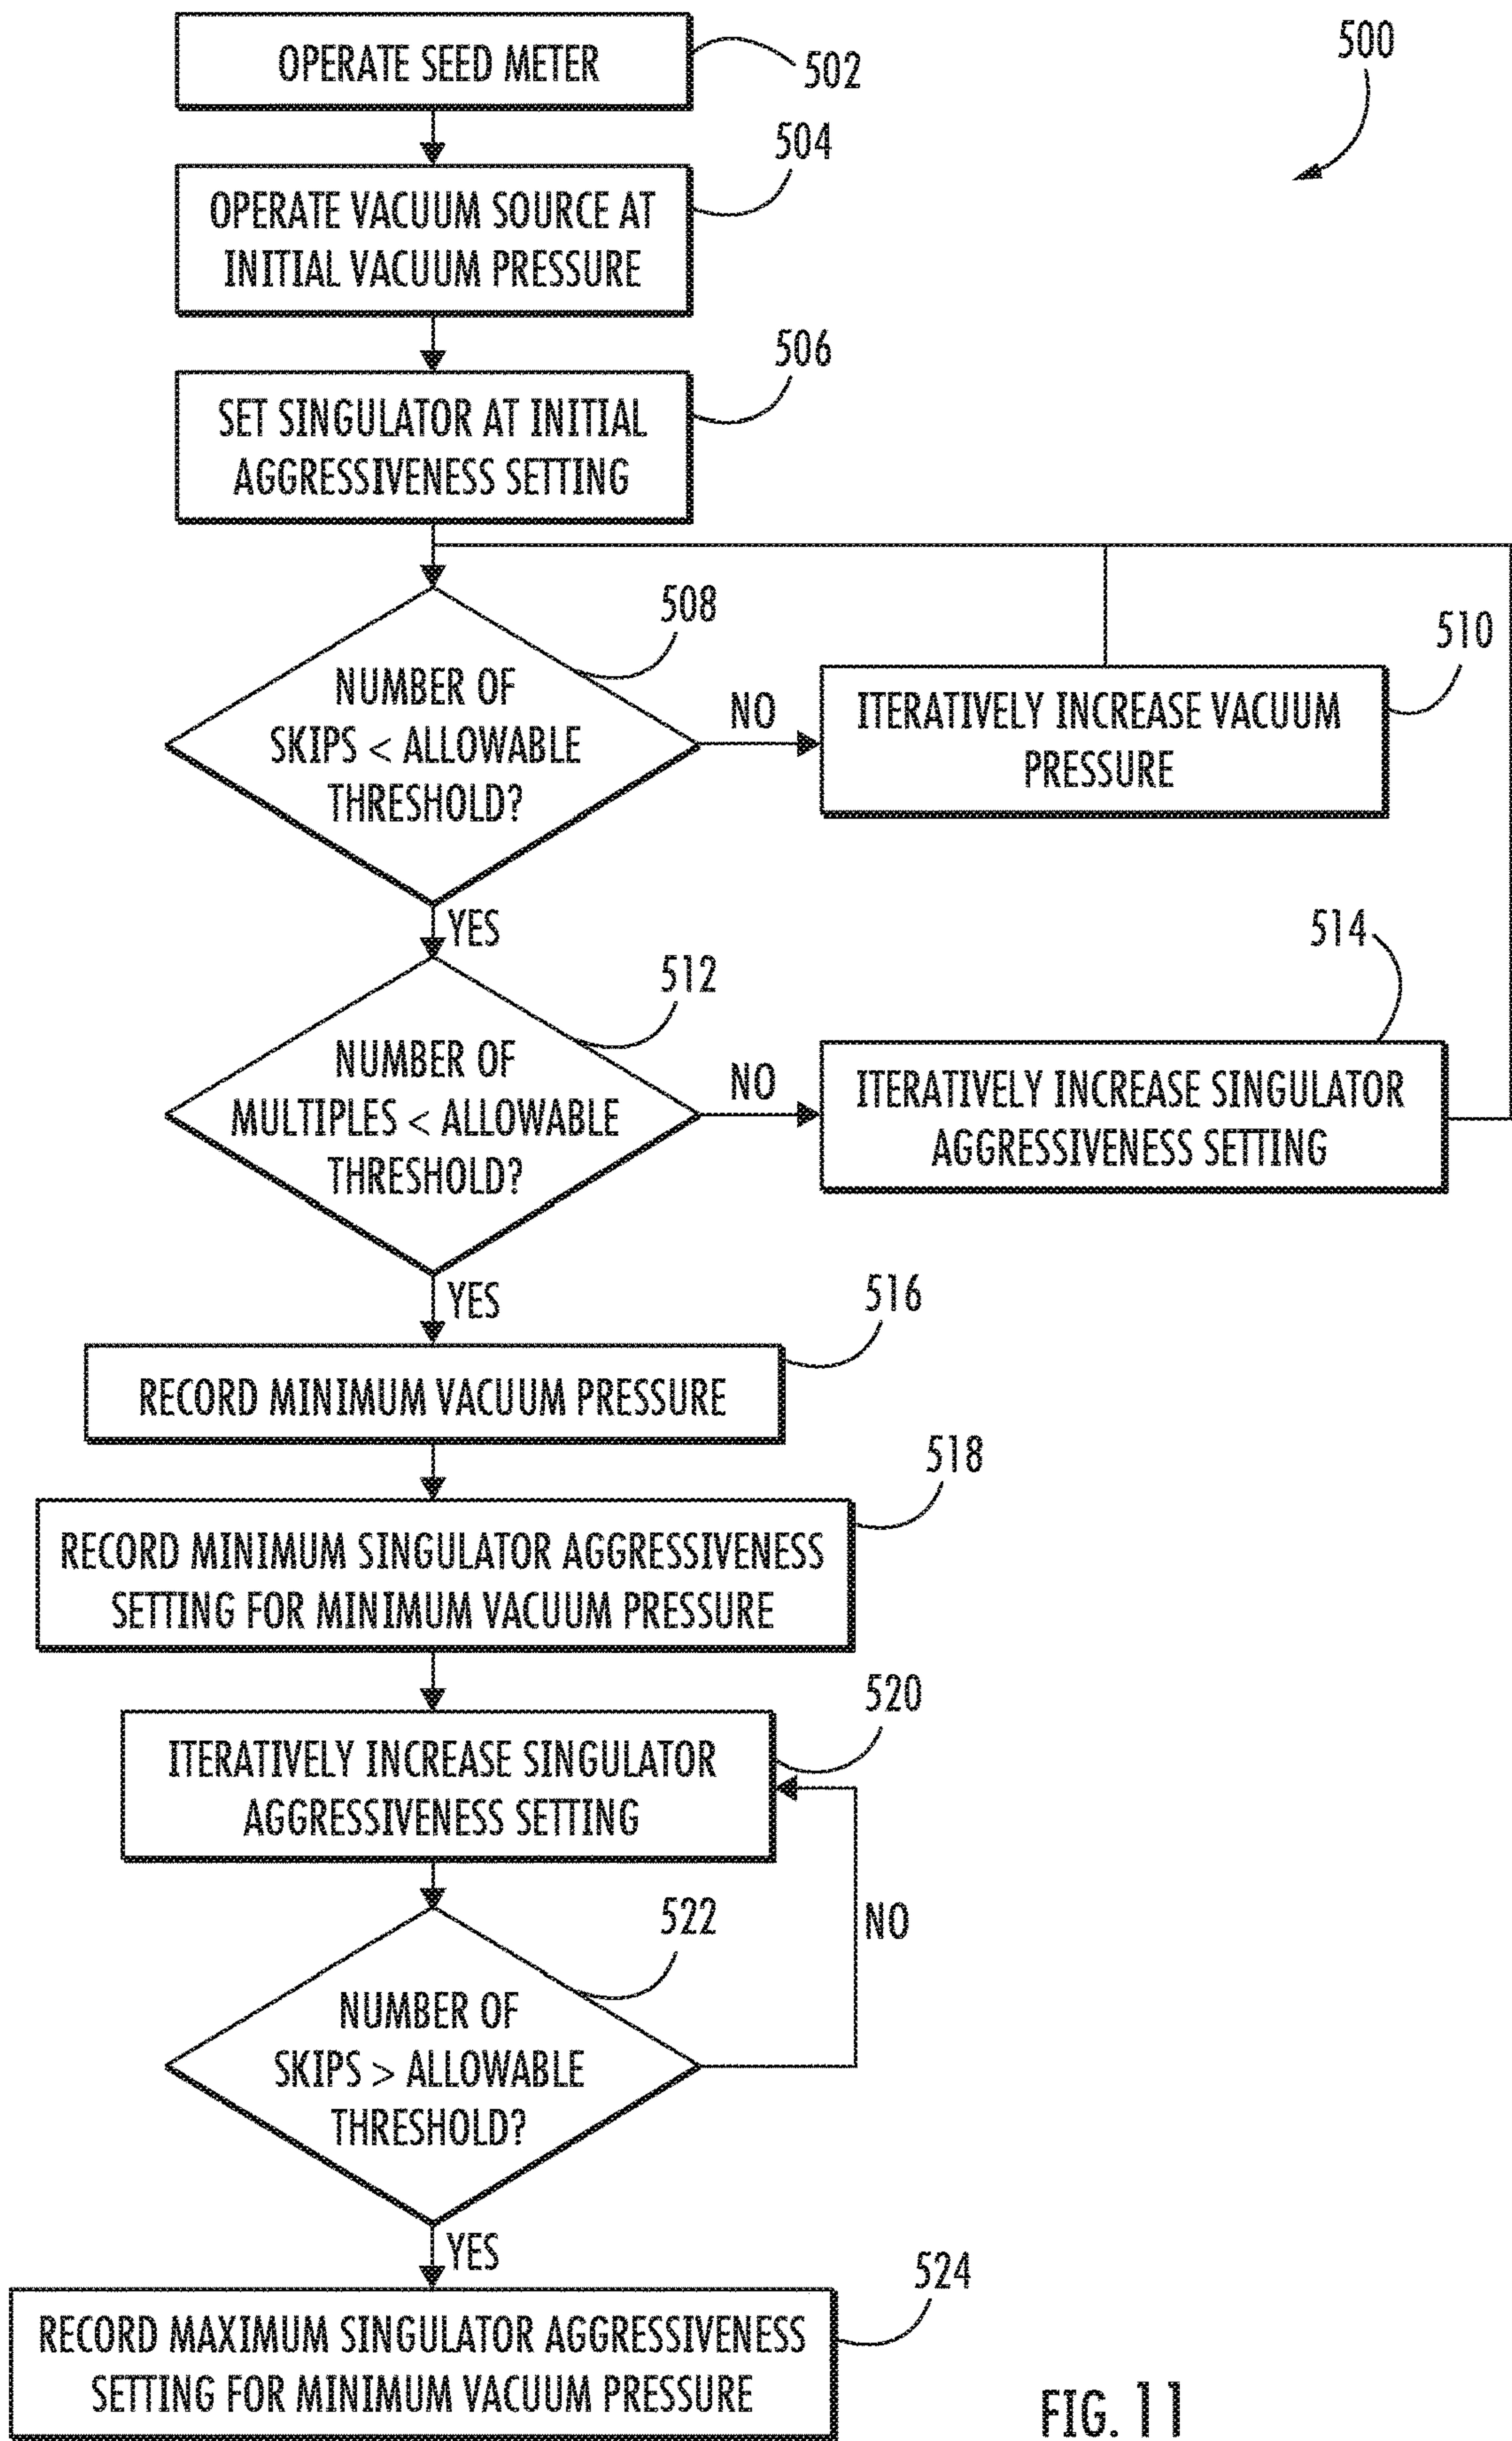 500
OPERATE SEED METER
502
504
OPERATE VACUUM SOURCE AT
INITIAL VACUUM PRESSURE
506
SET SINGULATOR AT INITIAL
AGGRESSIVENESS SETTING
508
NUMBER OF
SKIPS < ALLOWABLE
THRESHOLD?
NO
510
ITERATIVELY INCREASE VACUUM
PRESSURE
YES
512
NUMBER OF
MULTIPLES < ALLOWABLE
THRESHOLD?
NO
514
ITERATIVELY INCREASE SINGULATOR
AGGRESSIVENESS SETTING
YES
516
RECORD MINIMUM VACUUM PRESSURE
518
RECORD MINIMUM SINGULATOR AGGRESSIVENESS
SETTING FOR MINIMUM VACUUM PRESSURE
520
ITERATIVELY INCREASE SINGULATOR
AGGRESSIVENESS SETTING
522
NO
NUMBER OF
SKIPS > ALLOWABLE
THRESHOLD?
YES
524
RECORD MAXIMUM SINGULATOR AGGRESSIVENESS
SETTING FOR MINIMUM VACUUM PRESSURE
FIG. 11